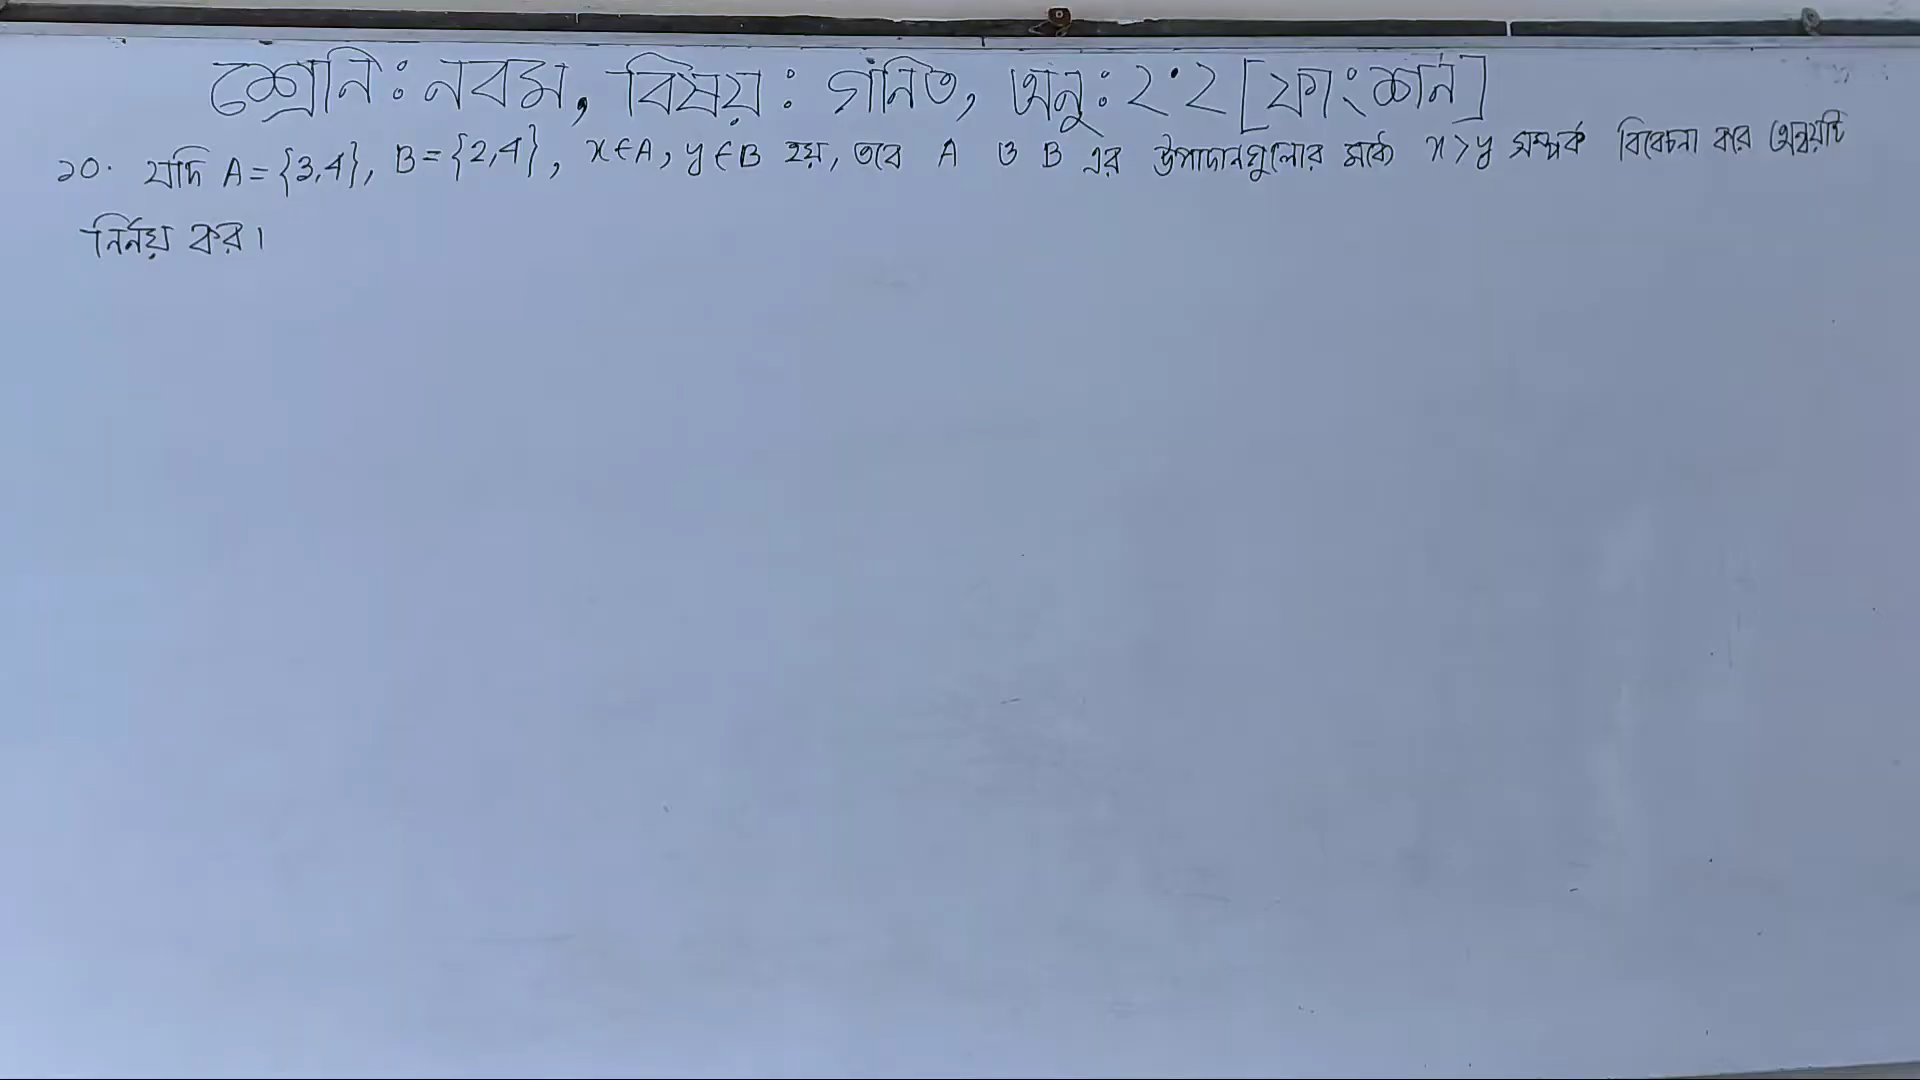 শ্রেনি: নবম, বিষয়: গনিত, অনু: ২.২ [ফাংশন]
১০. যদি A = {3,4}, B = {2,4}, x ∈ A, y ∈ B হয়, তবে A ও B এর উপাদানগুলোর মধ্যে x > y সম্পর্ক বিবেচনা করে অন্বয়টি
নির্নয় কর।